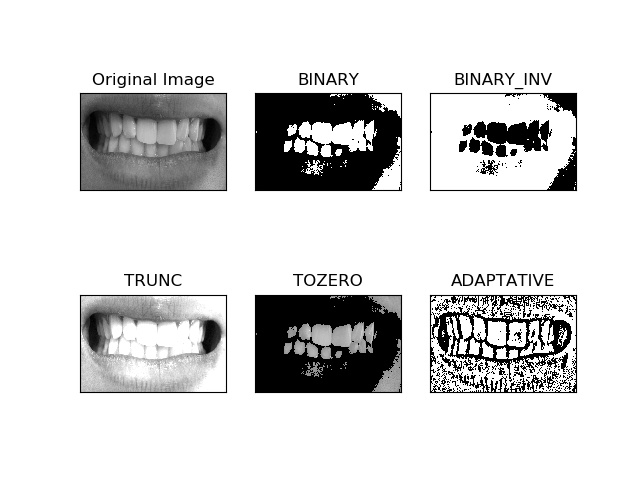 Original Image
BINARY
BINARY_INV
TRUNC
TOZERO
ADAPTATIVE